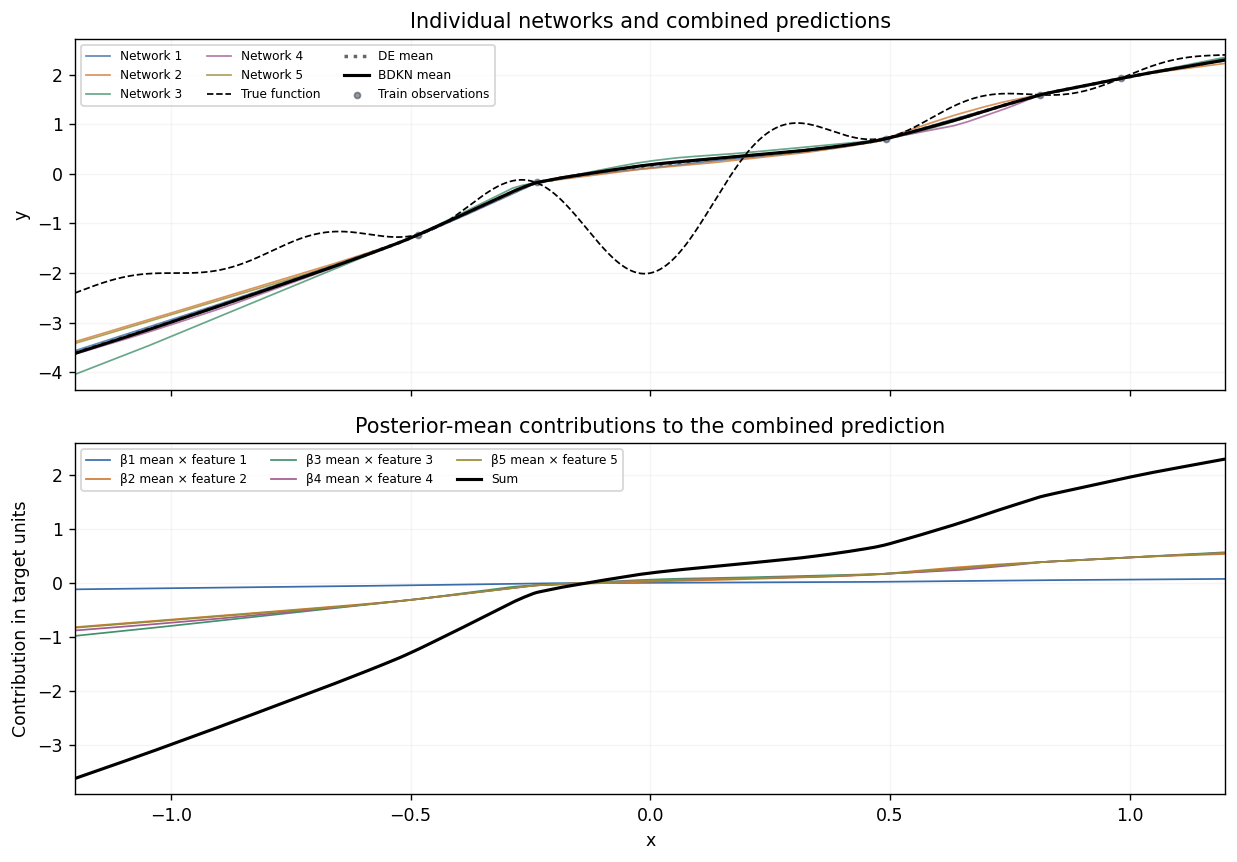 Individual networks and combined predictions
Network 1
Network 2
Network 3
Network 4
Network 5
True function
DE mean
BDKN mean
Train observations
2
1
0
−1
−2
−3
−4
y
Posterior-mean contributions to the combined prediction
β1 mean × feature 1
β2 mean × feature 2
β3 mean × feature 3
β4 mean × feature 4
β5 mean × feature 5
Sum
2
1
0
−1
−2
−3
Contribution in target units
−1.0
−0.5
0.0
0.5
1.0
x